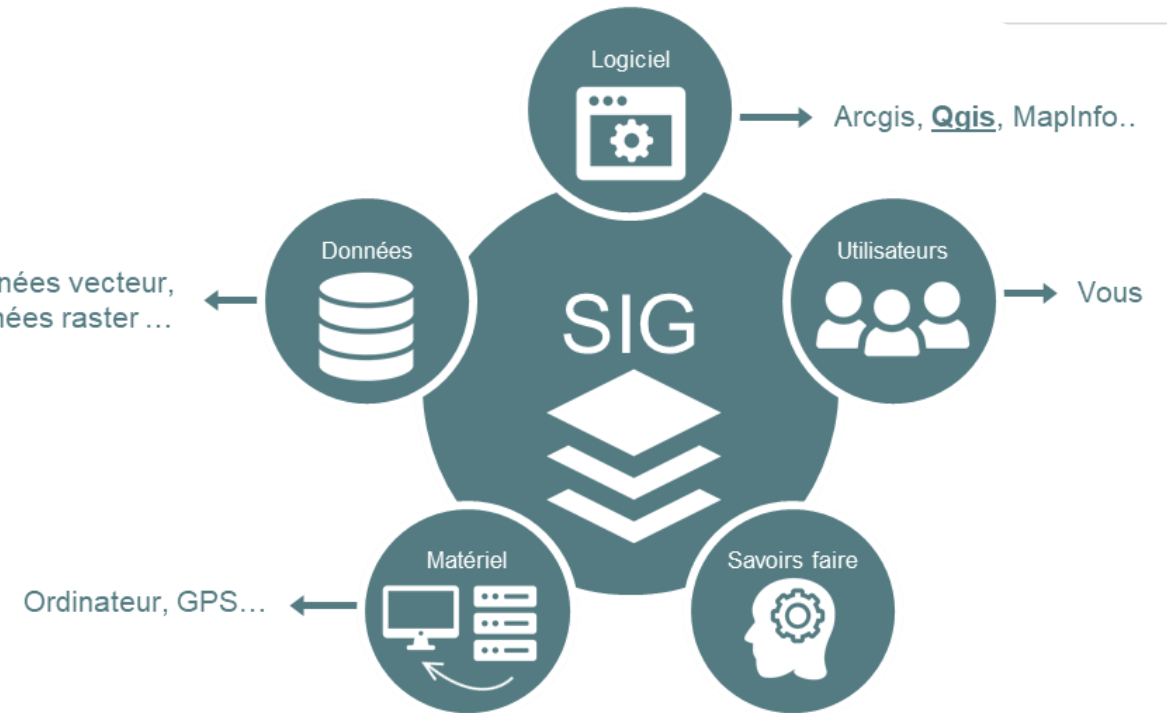 Logiciel
Arcgis, Qgis, MapInfo..
Données
Utilisateurs
nées vecteur,
nées raster ...
SIG
Vous
Matériel
Savoirs faire
Ordinateur, GPS...